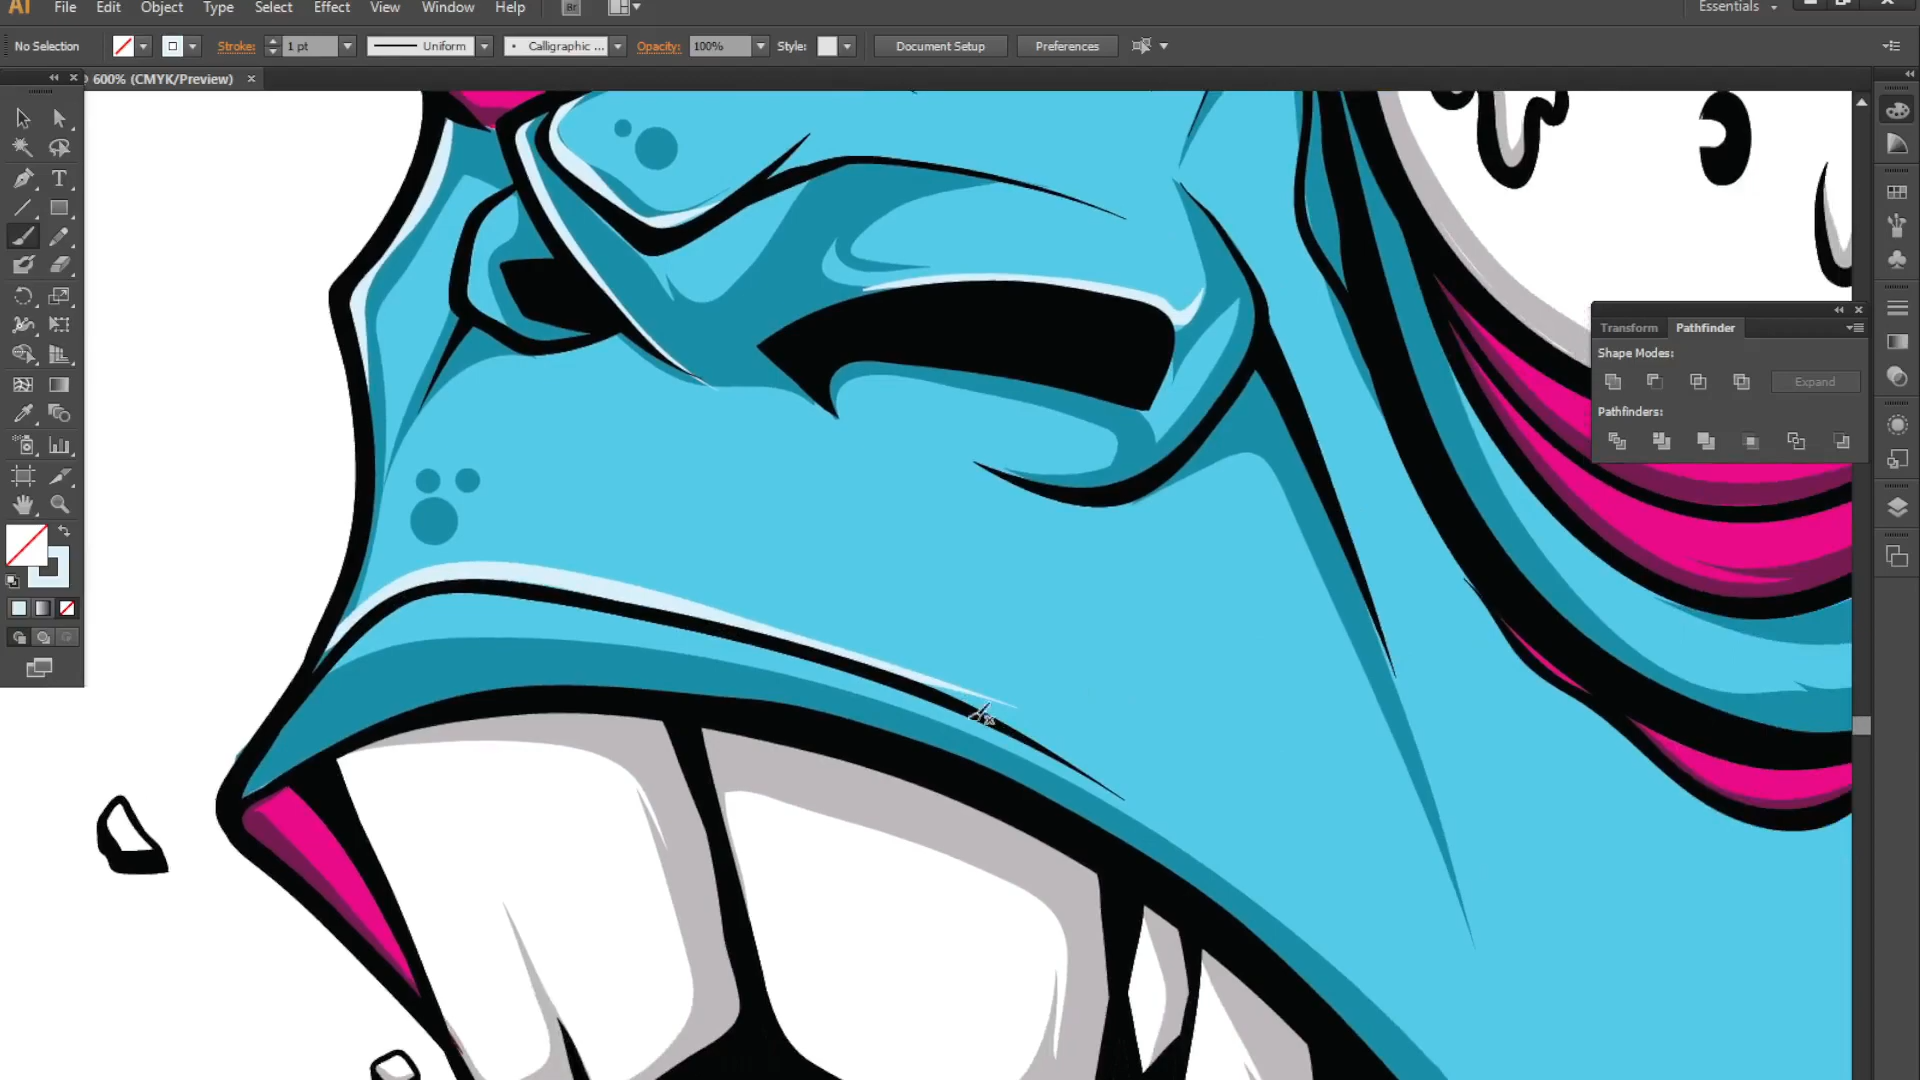 Ai File Edit Object Type Select Effect View Window Help Br Essentials
No Selection Stroke: 1 pt Uniform Calligraphic ... Opacity: 100% Style: Document Setup Preferences
600% (CMYK/Preview)
Transform Pathfinder
Shape Modes:
Expand
Pathfinders: